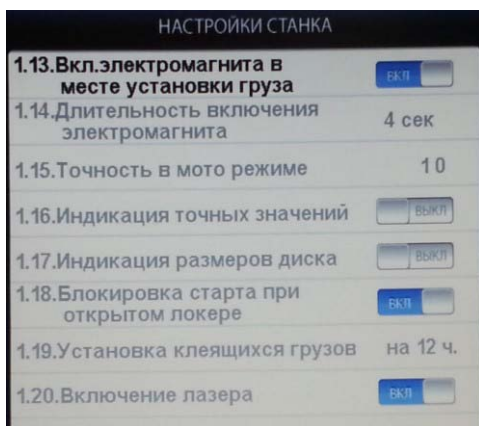 НАСТРОЙКИ СТАНКА
1.13.Вкл.электромагнита в
месте установки груза
ВКЛ
1.14.Длительность включения
электромагнита
4 сек
1.15.Точность в мото режиме
10
1.16.Индикация точных значений
ВЫКЛ
1.17.Индикация размеров диска
ВЫКЛ
1.18.Блокировка старта при
открытом локере
ВКЛ
1.19.Установка клеящихся грузов
на 12 ч.
1.20.Включение лазера
ВКЛ